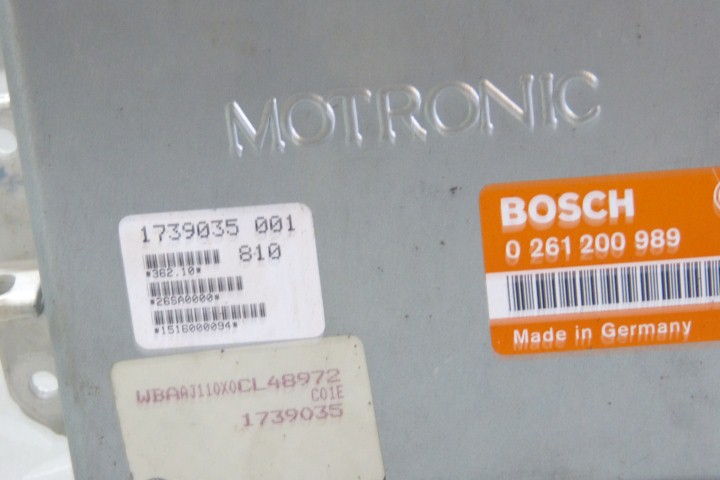 MOTRONIC
BOSCH
0 261 200 989
Made in Germany
1739035 001
810
*362.10*
*26SA0000*
*1516000094*
WBAAJ110X0CL48972
C01E
1739035